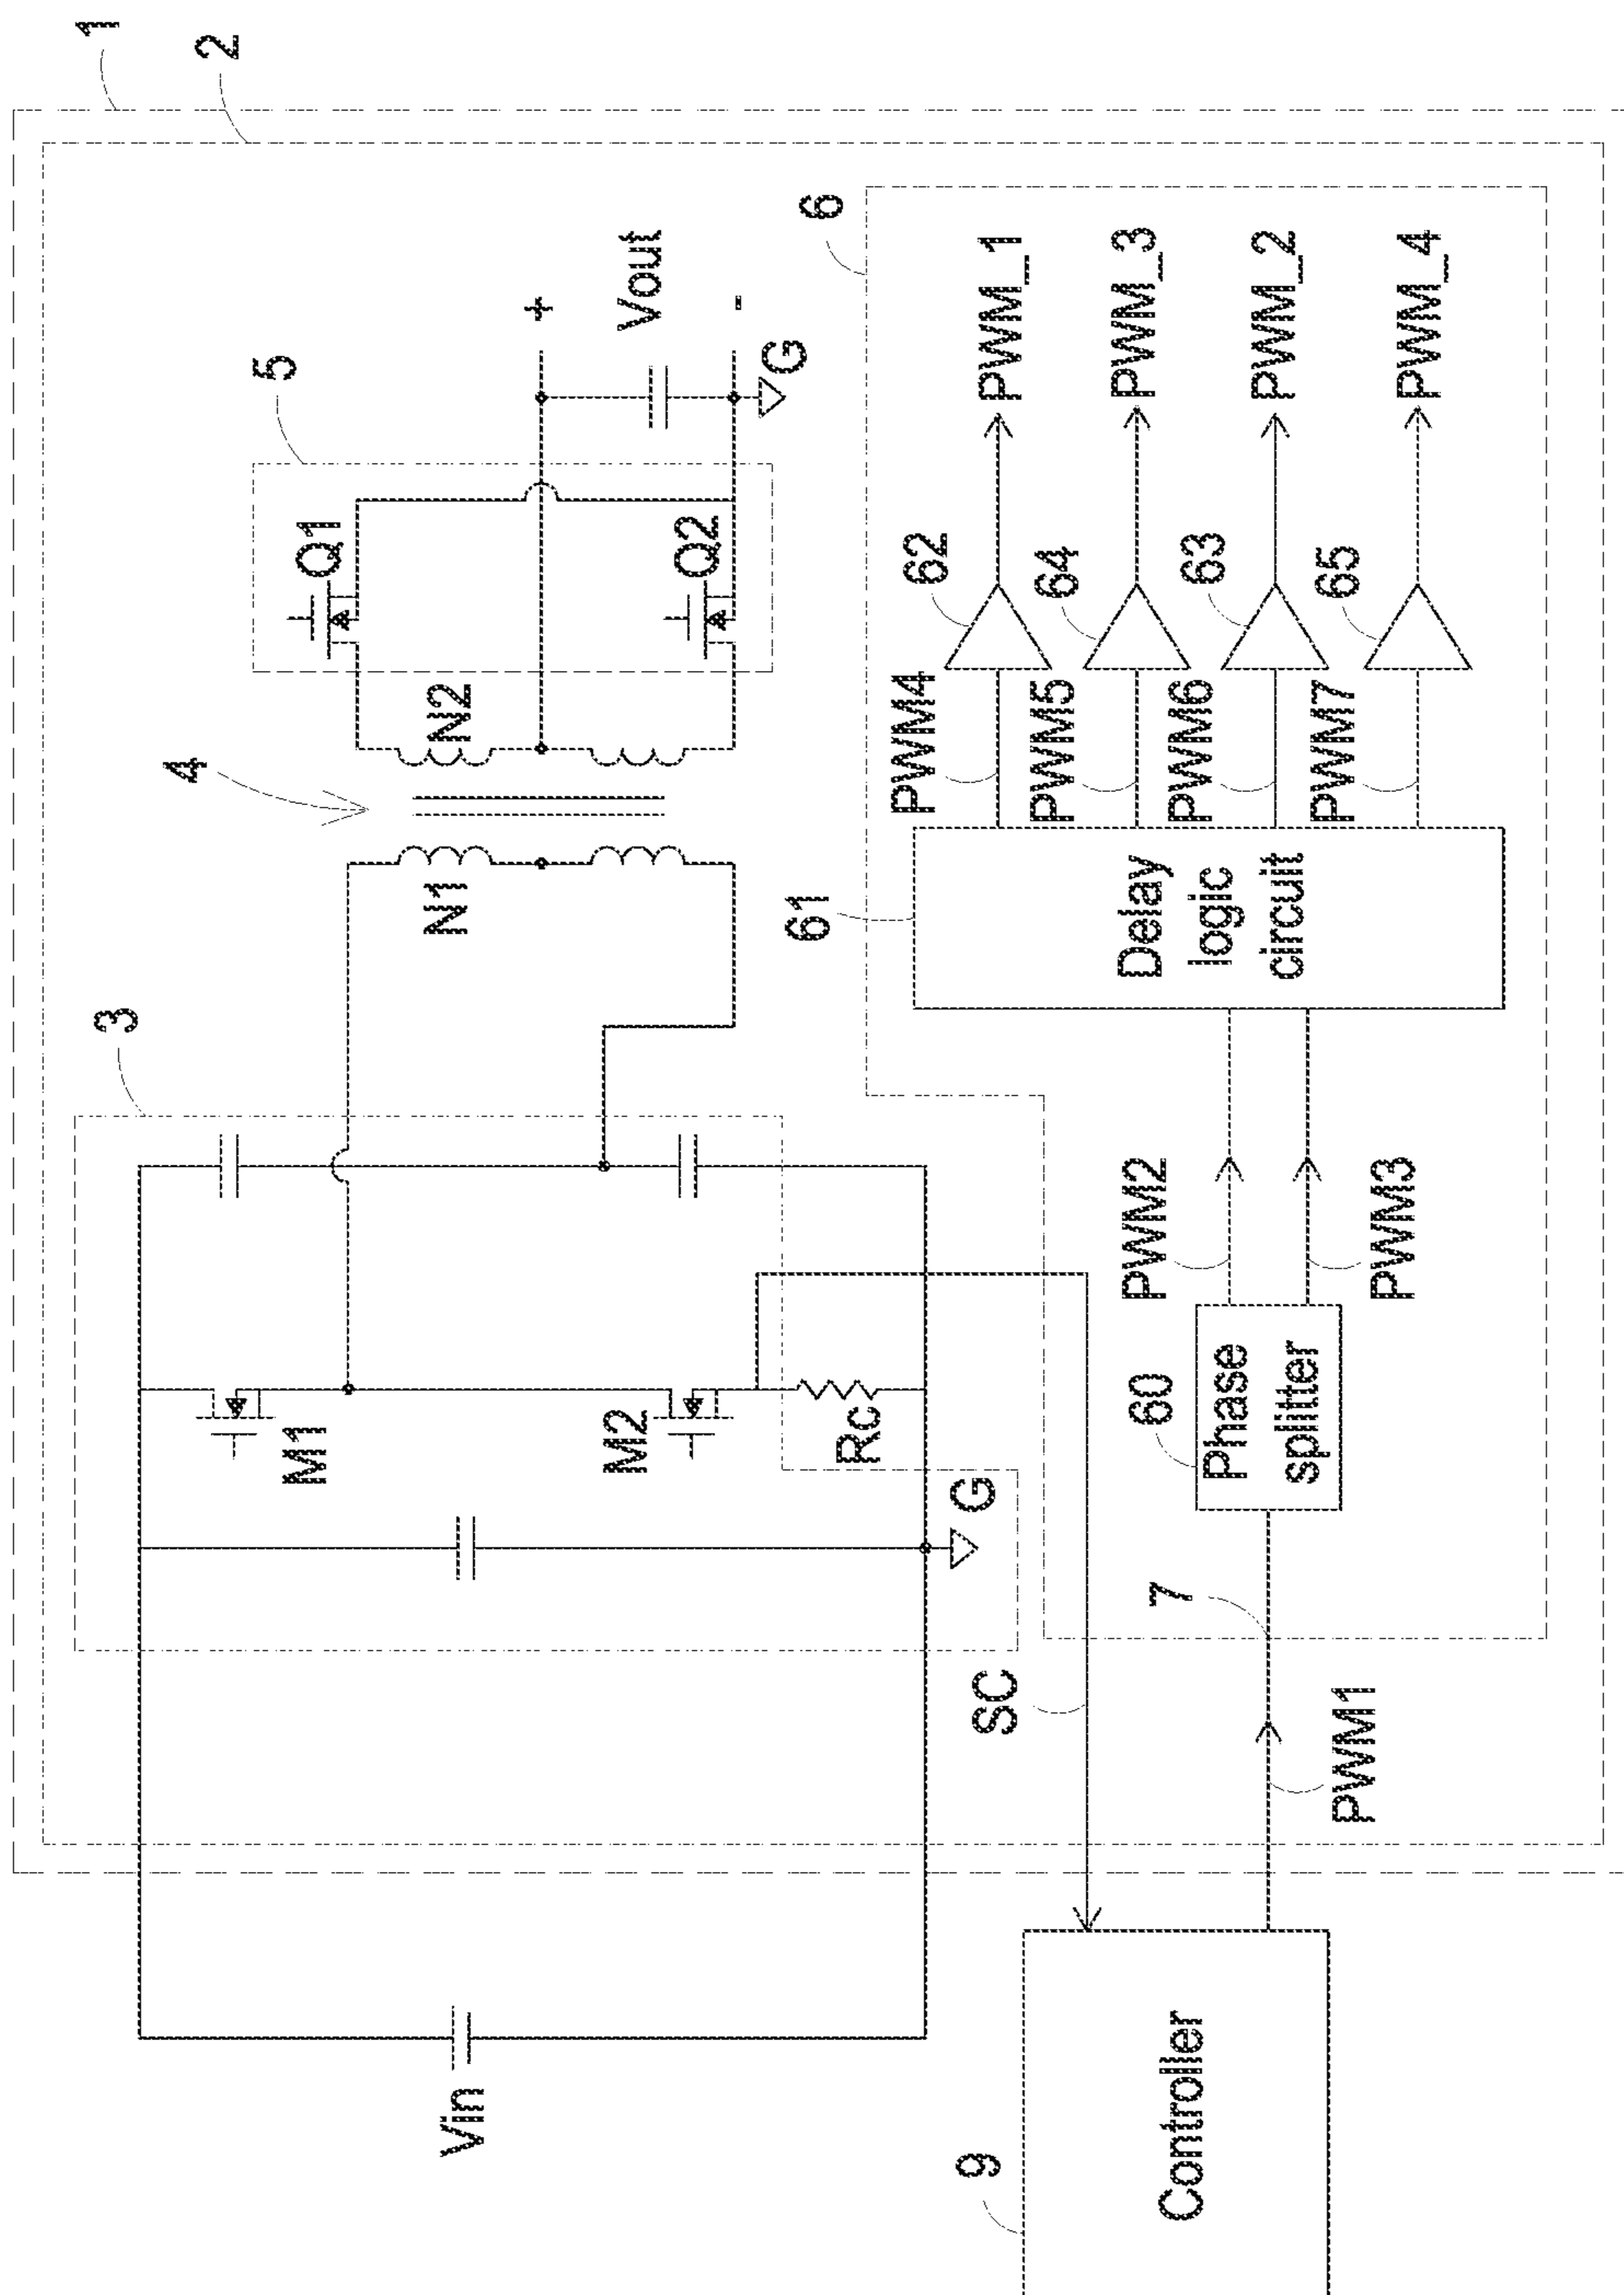 1
2
3
4
5
6
M1
M2
Rc
G
N1
N2
Q1
Q2
+
Vout
-
G
Vin
SC
9
Controller
PWM1
7
60
Phase
splitter
PWM2
PWM3
61
Delay
logic
circuit
PWM4
PWM5
PWM6
PWM7
62
64
63
65
PWM_1
PWM_3
PWM_2
PWM_4